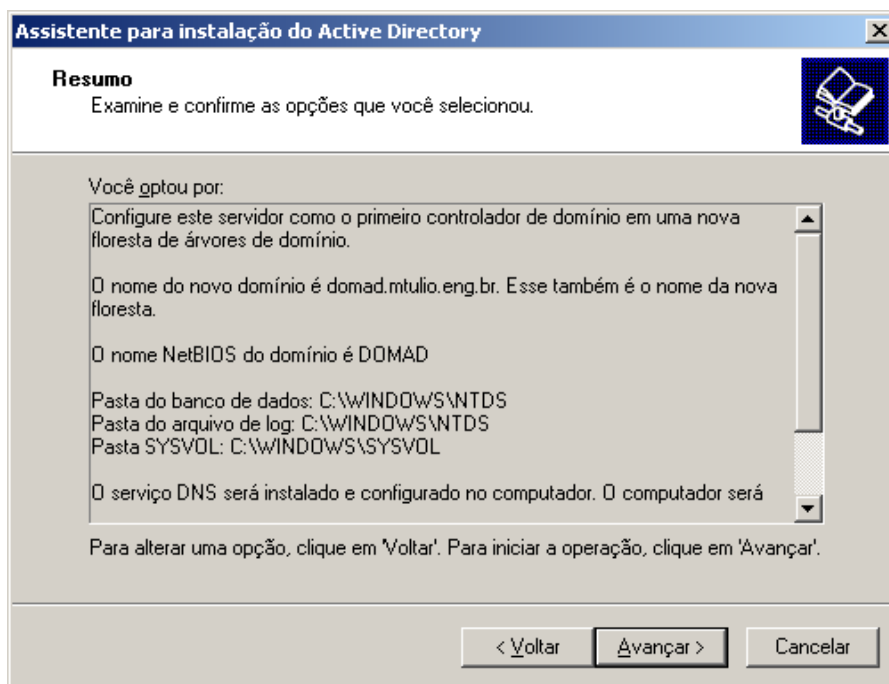 Assistente para instalação do Active Directory
Resumo
Examine e confirme as opções que você selecionou.
Você optou por:
Configure este servidor como o primeiro controlador de domínio em uma nova
floresta de árvores de domínio.
O nome do novo domínio é domad.mtulio.eng.br. Esse também é o nome da nova
floresta.
O nome NetBIOS do domínio é DOMAD
Pasta do banco de dados: C:\WINDOWS\NTDS
Pasta do arquivo de log: C:\WINDOWS\NTDS
Pasta SYSVOL: C:\WINDOWS\SYSVOL
O serviço DNS será instalado e configurado no computador. O computador será
Para alterar uma opção, clique em 'Voltar'. Para iniciar a operação, clique em 'Avançar'.
< Voltar Avançar > Cancelar